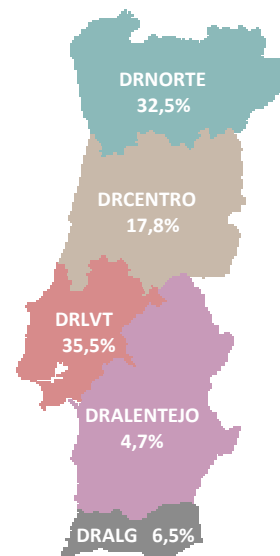 DRNORTE
32,5%
DRCENTRO
17,8%
DRLVT
35,5%
DRALENTEJO
4,7%
DRALG 6,5%